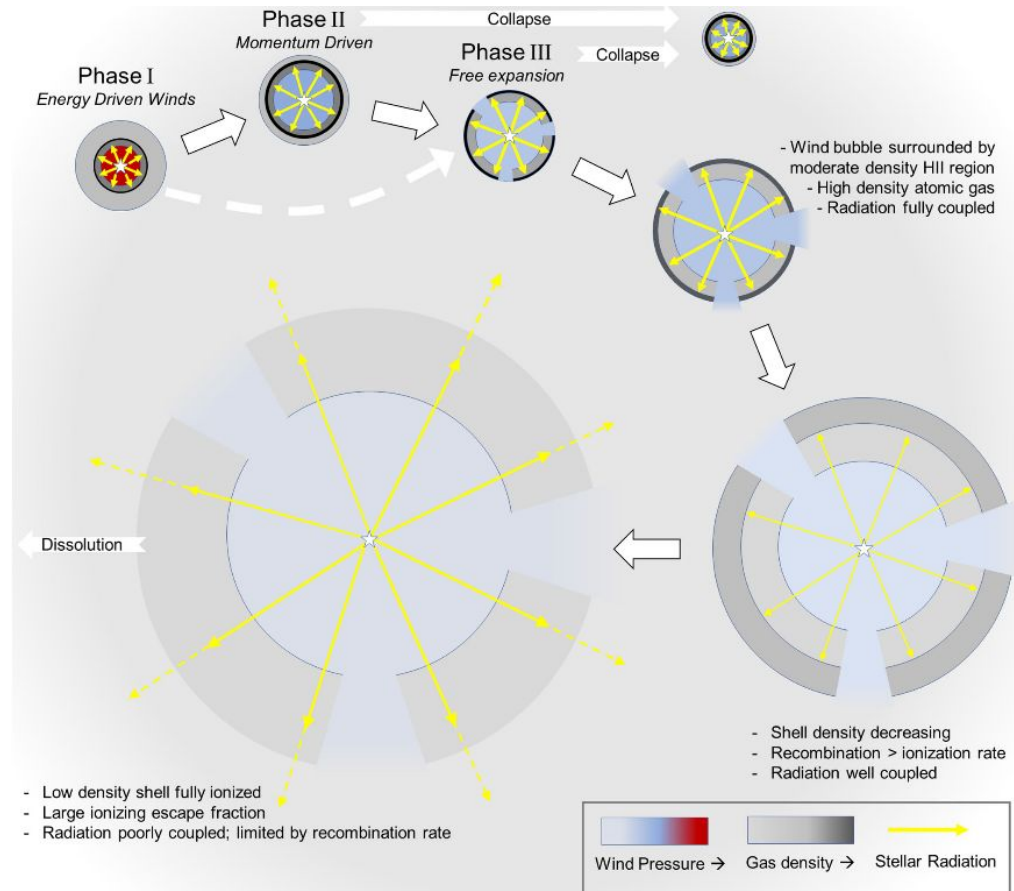 Phase II
Momentum Driven
Collapse
Phase III
Free expansion
Collapse
Phase I
Energy Driven Winds
- Wind bubble surrounded by
moderate density HII region
- High density atomic gas
- Radiation fully coupled
Dissolution
- Shell density decreasing
- Recombination > ionization rate
- Radiation well coupled
- Low density shell fully ionized
- Large ionizing escape fraction
- Radiation poorly coupled; limited by recombination rate
Wind Pressure → Gas density → Stellar Radiation